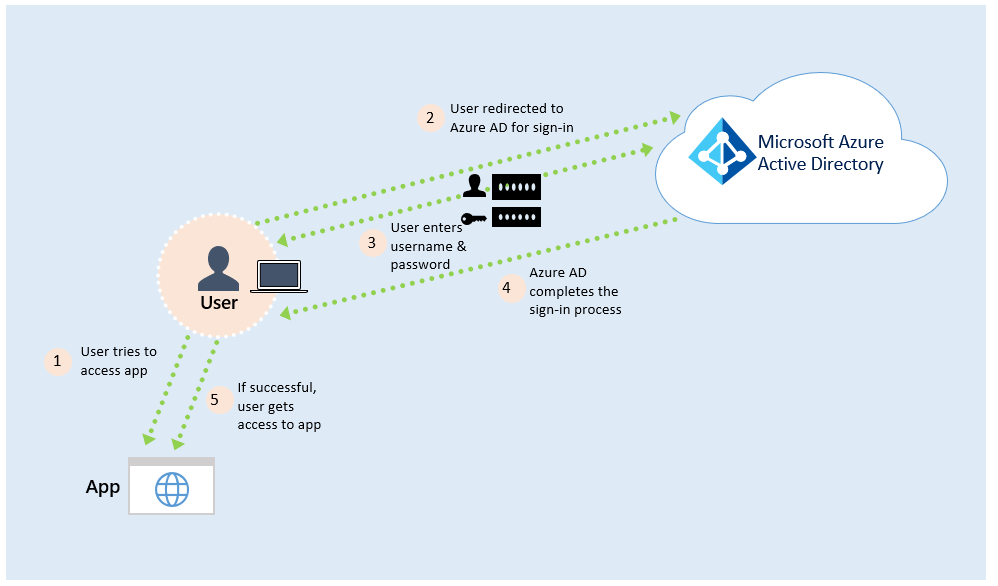 2
User redirected to
Azure AD for sign-in
Microsoft Azure
Active Directory
3
User enters
username &
password
4
Azure AD
completes the
sign-in process
User
1
User tries to
access app
5
If successful,
user gets
access to app
App